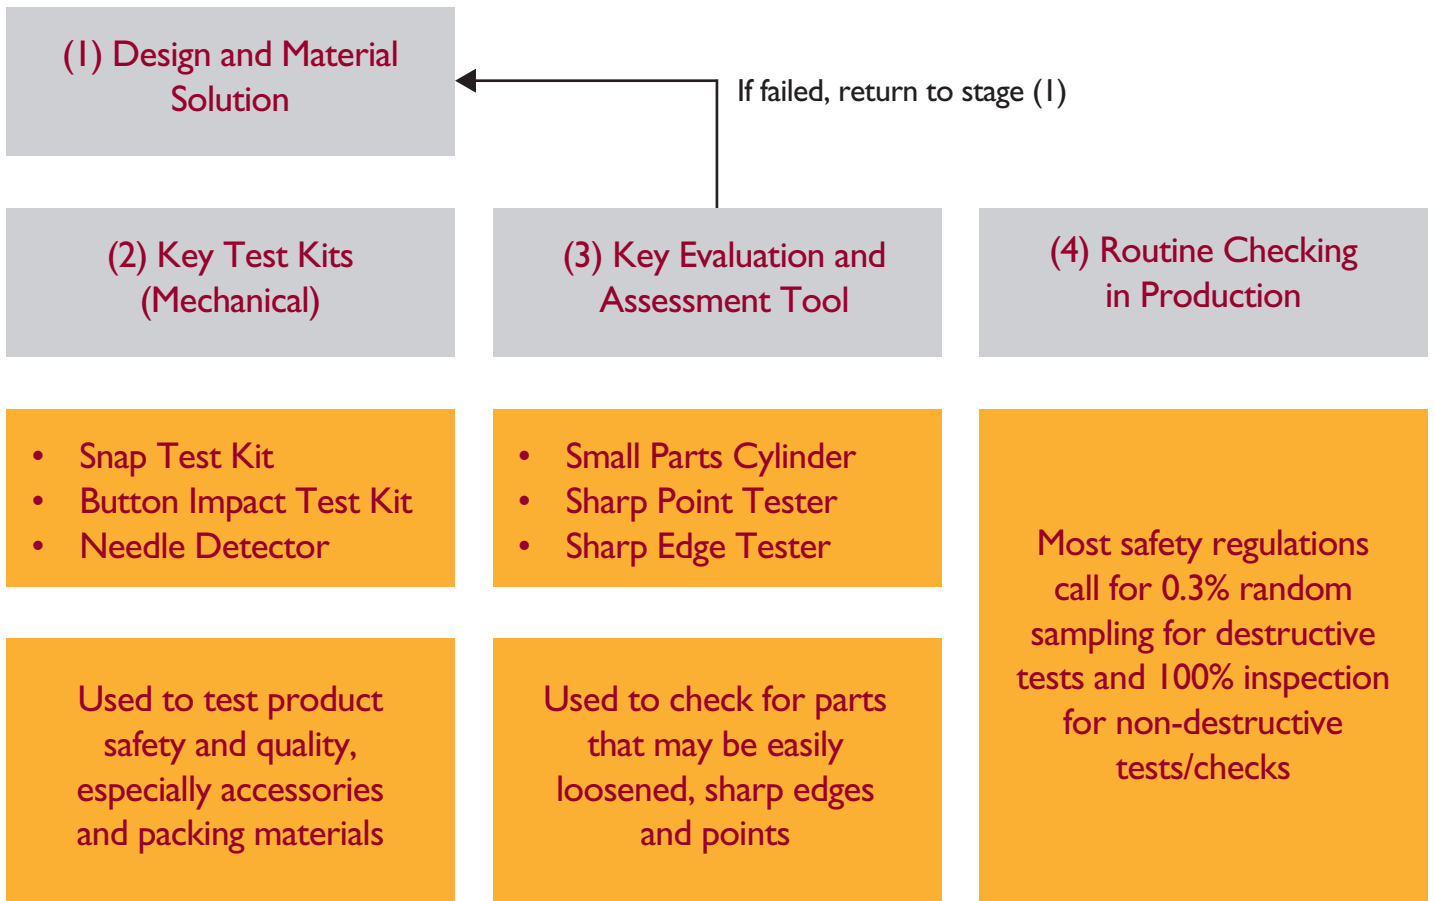 (1) Design and Material
Solution
If failed, return to stage (1)
(2) Key Test Kits
(Mechanical)
(3) Key Evaluation and
Assessment Tool
(4) Routine Checking
in Production
• Snap Test Kit
• Button Impact Test Kit
• Needle Detector
• Small Parts Cylinder
• Sharp Point Tester
• Sharp Edge Tester
Most safety regulations
call for 0.3% random
sampling for destructive
tests and 100% inspection
for non-destructive
tests/checks
Used to test product
safety and quality,
especially accessories
and packing materials
Used to check for parts
that may be easily
loosened, sharp edges
and points